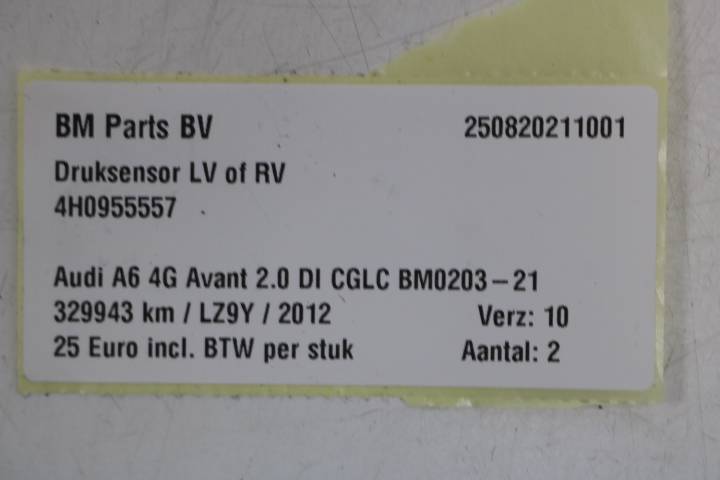 BM Parts BV 250820211001
Druksensor LV of RV
4H0955557
Audi A6 4G Avant 2.0 DI CGLC BM0203-21
329943 km / LZ9Y / 2012 Verz: 10
25 Euro incl. BTW per stuk Aantal: 2